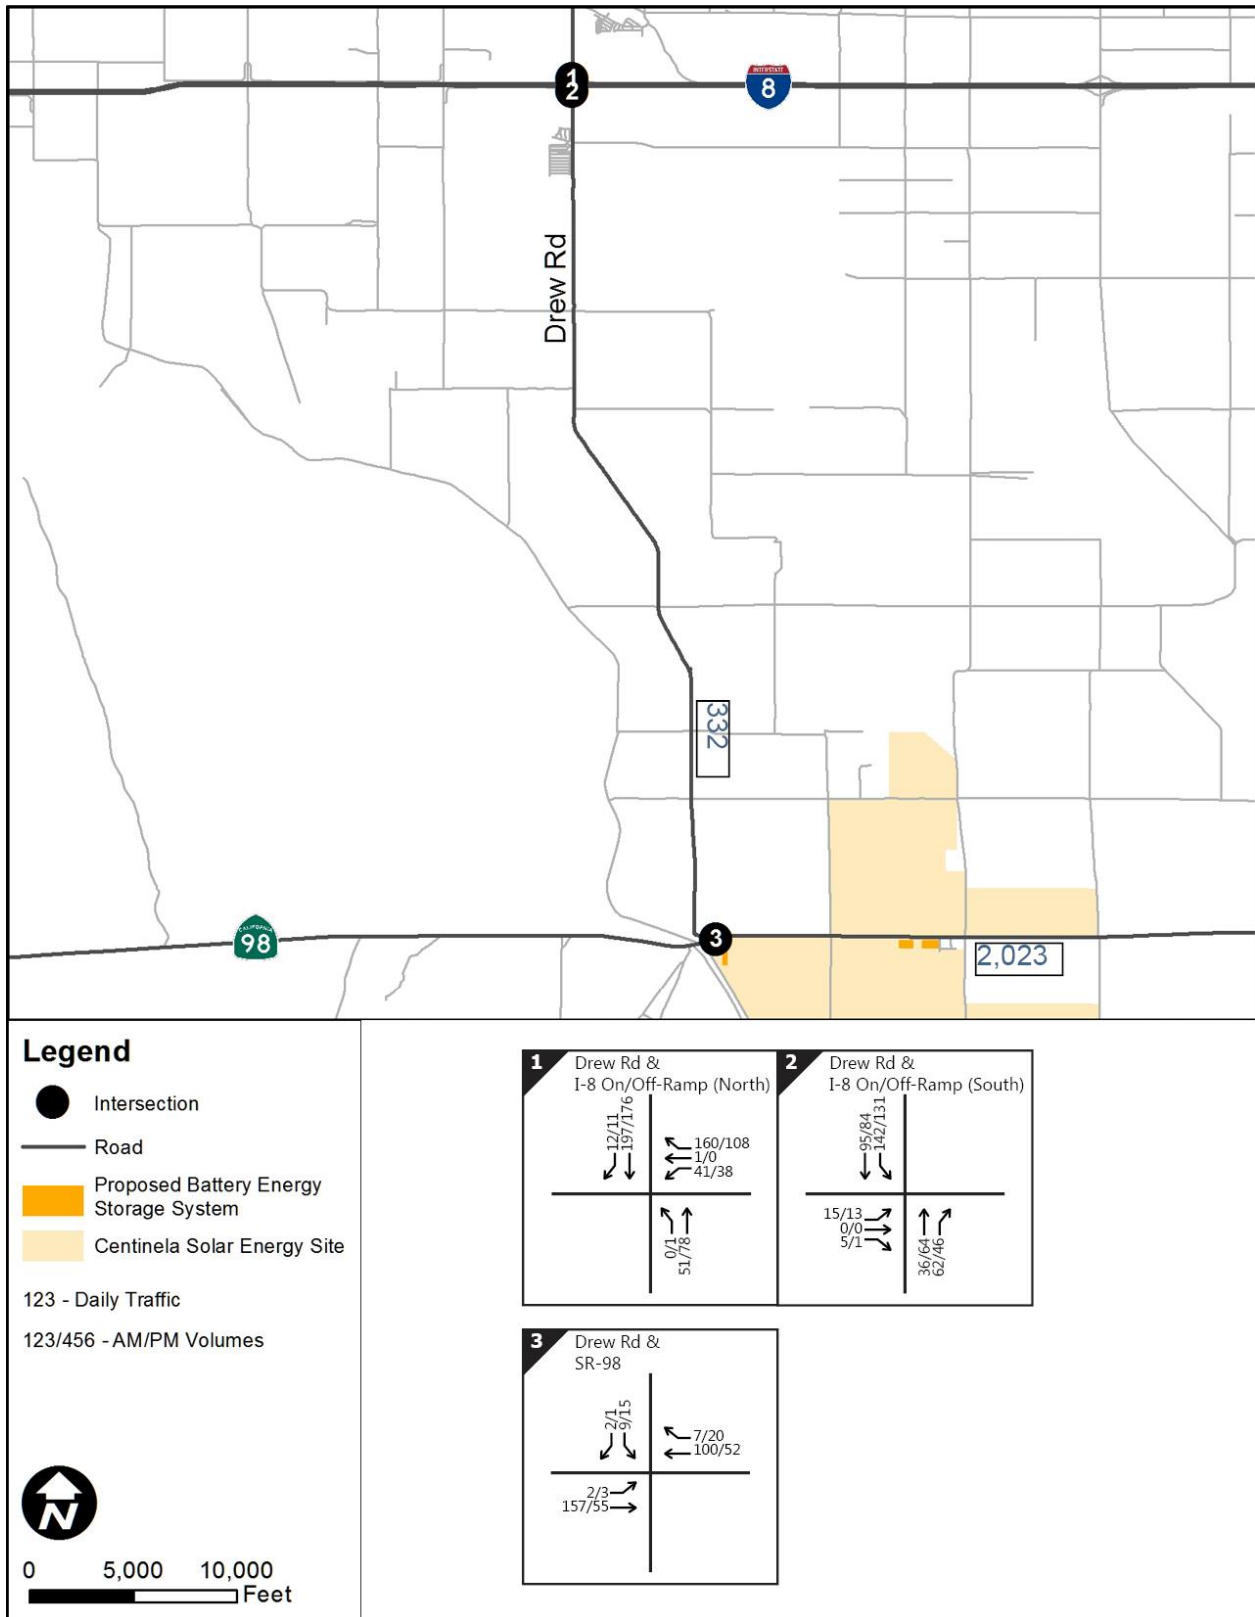 1
2
INTERSTATE
8
Drew Rd
332
CALIFORNIA
98
3
2,023
Legend
Intersection
Road
Proposed Battery Energy
Storage System
Centinela Solar Energy Site
123 - Daily Traffic
123/456 - AM/PM Volumes
N
0 5,000 10,000
Feet
1
Drew Rd &
I-8 On/Off-Ramp (North)
12/11
197/176
160/108
1/0
41/38
0/1
51/78
2
Drew Rd &
I-8 On/Off-Ramp (South)
95/84
142/131
15/13
0/0
5/1
36/64
62/46
3
Drew Rd &
SR-98
2/1
9/15
7/20
100/52
2/3
157/55